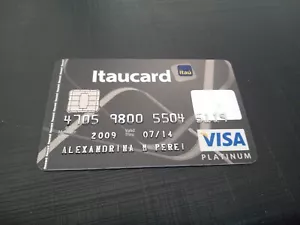 Itaucard
Itaú
4705 9800 5504
2009 07/14
ALEXANDRINA M PEREI
VISA
PLATINUM